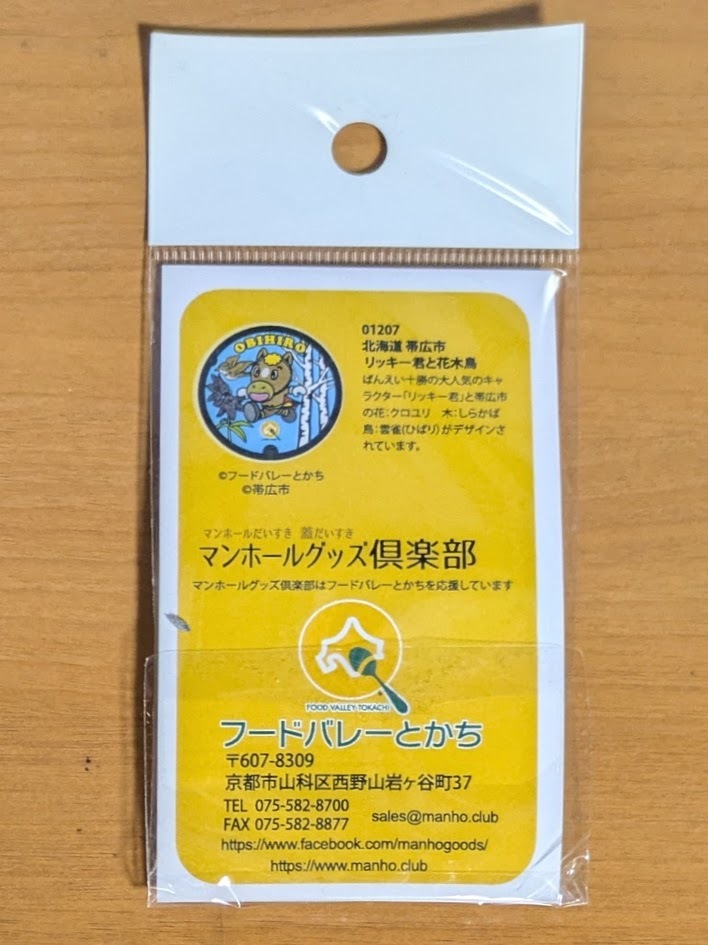 OBIHIRO
01207
北海道 帯広市
リッキー君と花木鳥
ばんえい十勝の大人気のキャ
ラクター「リッキー君」と帯広市
の花：クロユリ　木：しらかば
鳥：雲雀(ひばり)がデザインさ
れています。
©フードバレーとかち
©帯広市
マンホールだいすき 蓋だいすき
マンホールグッズ倶楽部
マンホールグッズ倶楽部はフードバレーとかちを応援しています
FOOD VALLEY TOKACHI
フードバレーとかち
〒607-8309
京都市山科区西野山岩ヶ谷町37
TEL 075-582-8700
FAX 075-582-8877
sales@manho.club
https://www.facebook.com/manhogoods/
https://www.manho.club